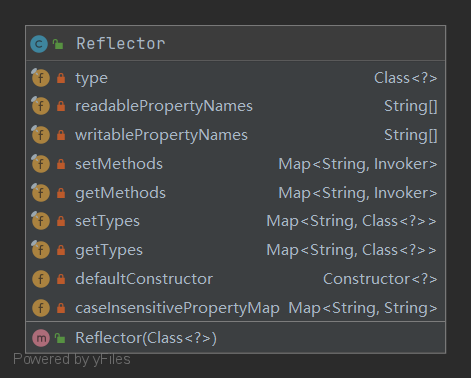 Reflector
type Class<?>
readablePropertyNames String[]
writablePropertyNames String[]
setMethods Map<String, Invoker>
getMethods Map<String, Invoker>
setTypes Map<String, Class<?>>
getTypes Map<String, Class<?>>
defaultConstructor Constructor<?>
caseInsensitivePropertyMap Map<String, String>
Reflector(Class<?>)
Powered by yFiles